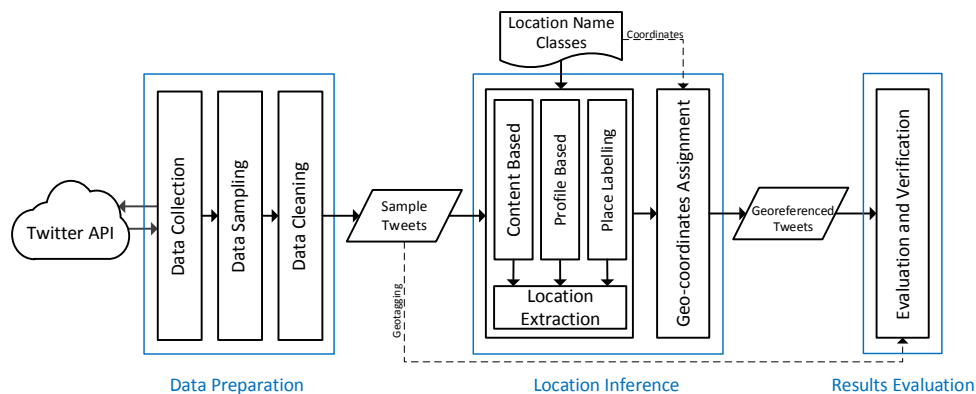 Location Name
Classes
Coordinates
Twitter API
Data Collection
Data Sampling
Data Cleaning
Sample
Tweets
Geotagging
Content Based
Profile Based
Place Labelling
Location
Extraction
Geo-coordinates Assignment
Georeferenced
Tweets
Evaluation and Verification
Data Preparation
Location Inference
Results Evaluation